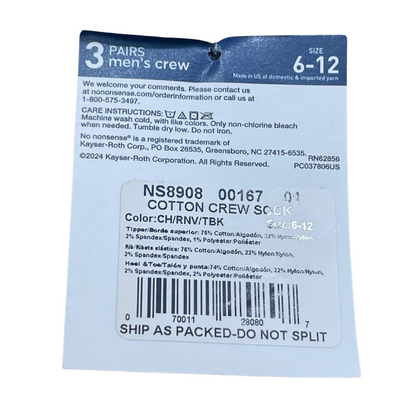 3 PAIRS
men's crew
SIZE
6-12
Made in US of domestic & imported yarn
We welcome your comments. Please contact us
at nononsense.com/orderinformation or call us at
1-800-575-3497.
CARE INSTRUCTIONS:
Machine wash cold, with like colors. Only non-chlorine bleach
when needed. Tumble dry low. Do not iron.
No nonsense® is a registered trademark of
Kayser-Roth Corp., PO Box 26535, Greensboro, NC 27415-6535.
©2024 Kayser-Roth Corporation. All Rights Reserved.
RN62856
PC037806US
NS8908 00167 01
COTTON CREW SOCK
Color:CH/RNV/TBK Size:6-12
Tipper/Borde superior: 75% Cotton/Algodón, 22% Nylon/Nylon,
2% Spandex/Spandex, 1% Polyester/Poliéster
Rib/Ribete elástico: 76% Cotton/Algodón, 22% Nylon/Nylon,
2% Spandex/Spandex
Heel &Toe/Talón y punta:74% Cotton/Algodón, 22% Nylon/Nylon,
2% Spandex/Spandex, 2% Polyester/Poliéster
0 70011 28080 7
SHIP AS PACKED-DO NOT SPLIT